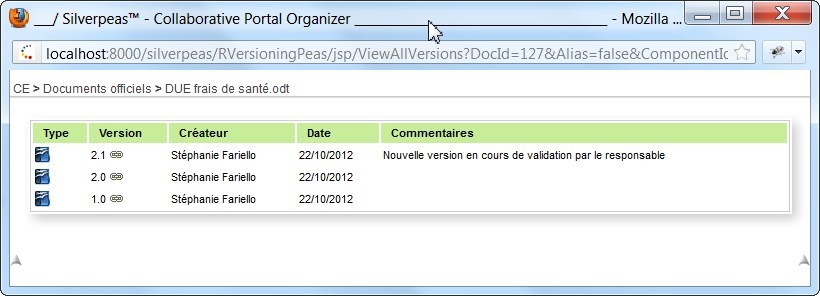 __/ Silverpeas™ - Collaborative Portal Organizer ________________________________________ - Mozilla ...
localhost:8000/silverpeas/RVersioningPeas/jsp/ViewAllVersions?DocId=127&Alias=false&ComponentId
CE > Documents officiels > DUE frais de santé.odt
Type Version Créateur Date Commentaires
2.1 Stéphanie Fariello 22/10/2012 Nouvelle version en cours de validation par le responsable
2.0 Stéphanie Fariello 22/10/2012
1.0 Stéphanie Fariello 22/10/2012